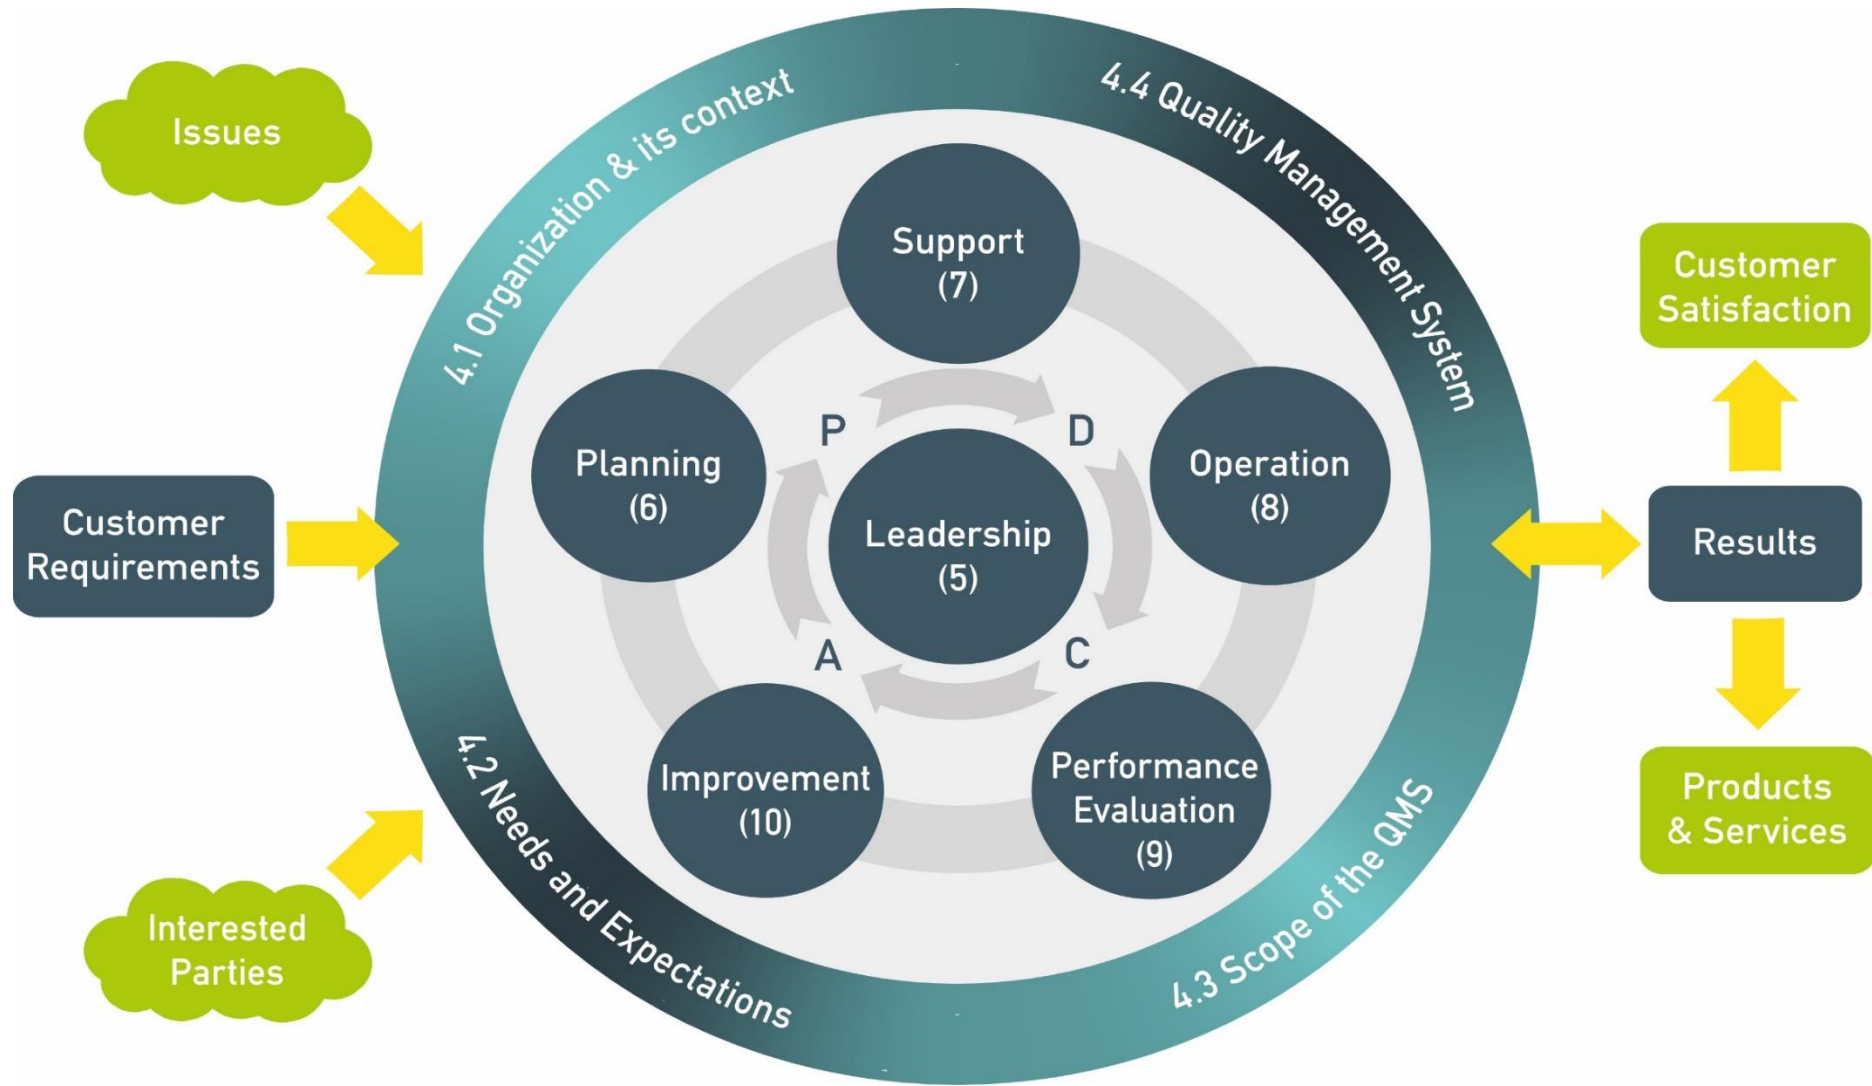 Issues
4.1 Organization & its context
4.4 Quality Management System
Support
(7)
Customer
Satisfaction
Planning
(6)
P
D
Operation
(8)
Customer
Requirements
Leadership
(5)
Results
A
C
Improvement
(10)
Performance
Evaluation
(9)
4.2 Needs and Expectations
4.3 Scope of the QMS
Products
& Services
Interested
Parties